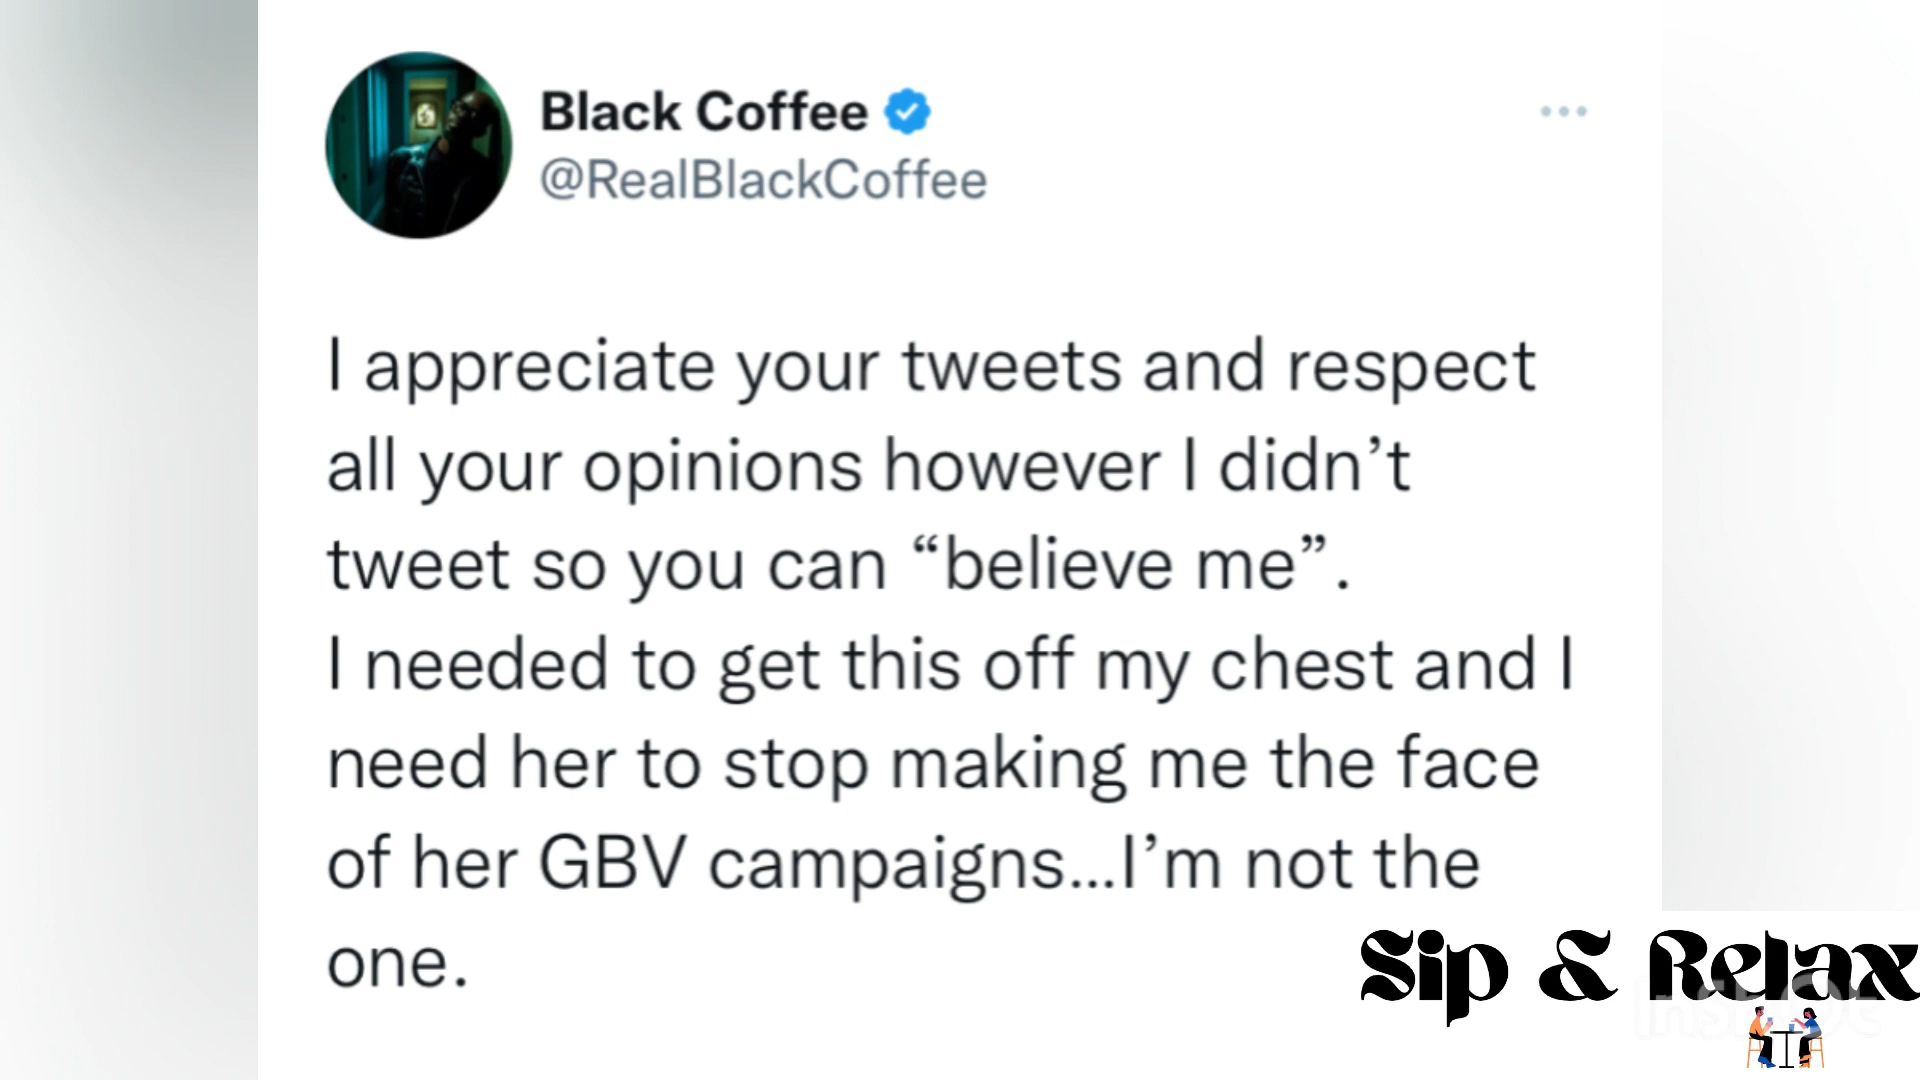 Black Coffee
@RealBlackCoffee
I appreciate your tweets and respect
all your opinions however I didn’t
tweet so you can “believe me”.
I needed to get this off my chest and I
need her to stop making me the face
of her GBV campaigns...I’m not the
one.
Sip & Relax
InShOt